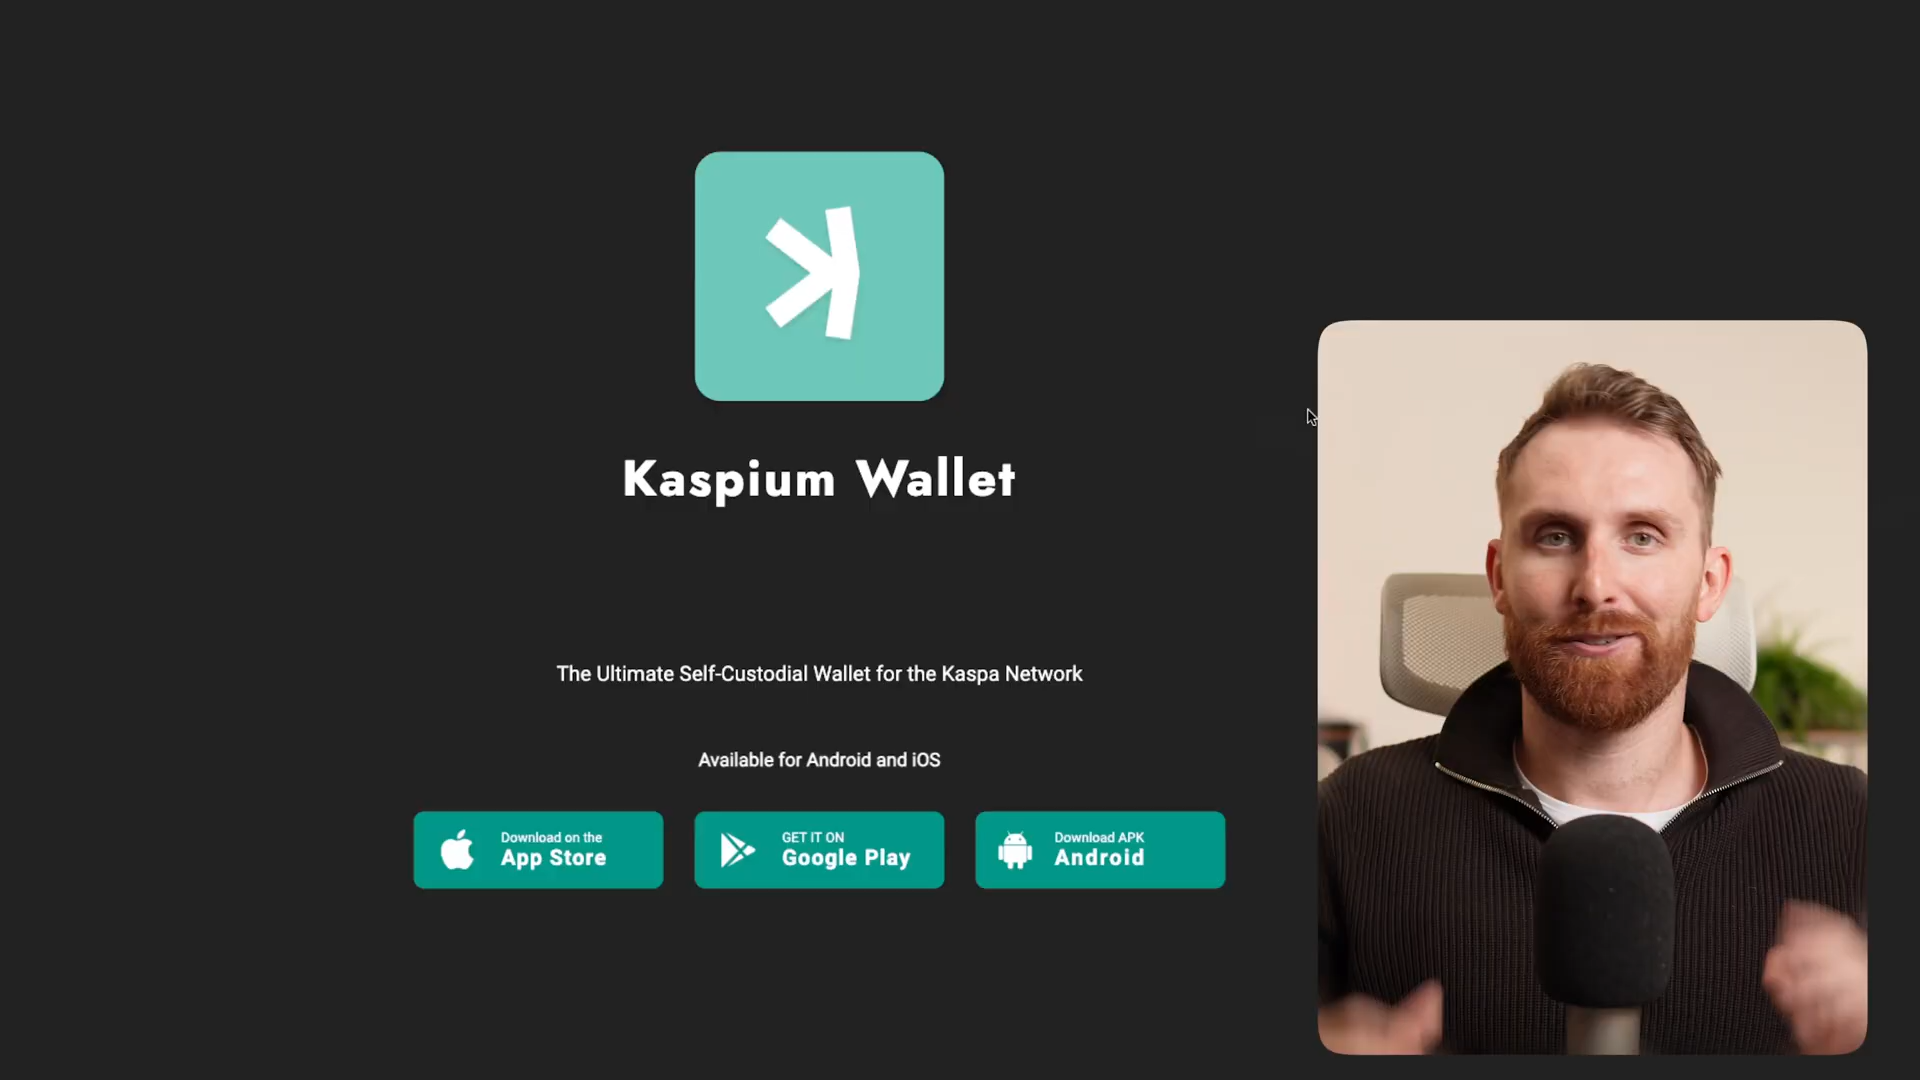 Kaspium Wallet
The Ultimate Self-Custodial Wallet for the Kaspa Network
Available for Android and iOS
Download on the
App Store
GET IT ON
Google Play
Download APK
Android